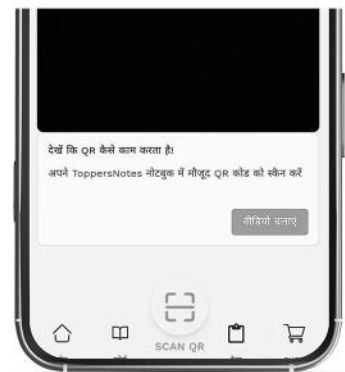 देखें कि QR कैसे काम करता है!
अपने ToppersNotes नोटबुक में मौजूद QR कोड को स्कैन करें
वीडियो चलाएं
SCAN QR